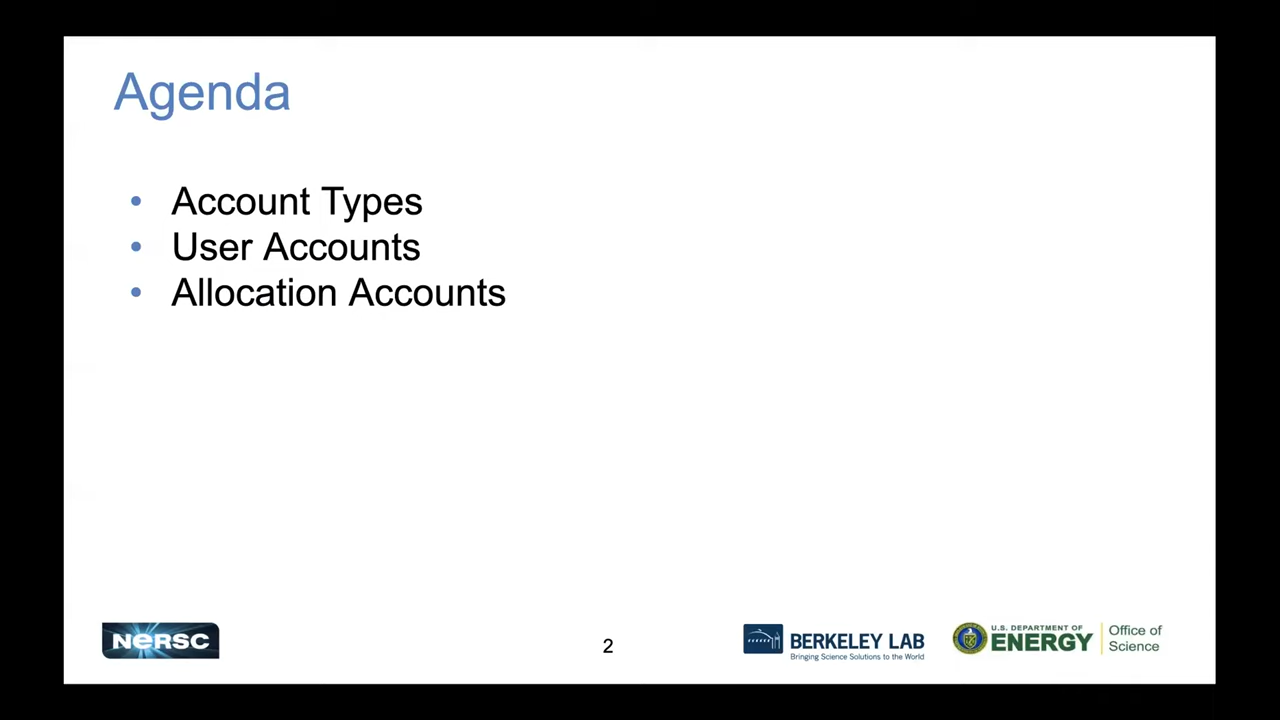 Agenda
• Account Types
• User Accounts
• Allocation Accounts
NERSC
2
BERKELEY LAB
Bringing Science Solutions to the World
U.S. DEPARTMENT OF
ENERGY
Office of
Science